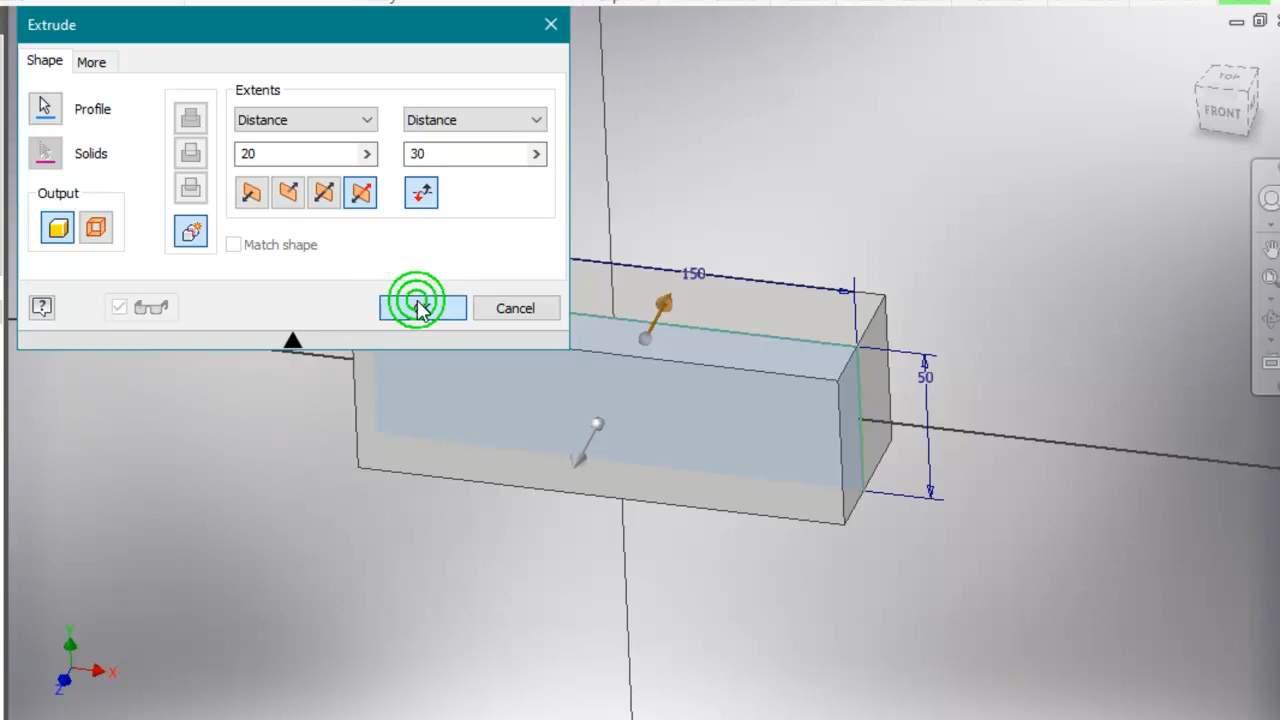 Extrude
Shape
More
Profile
Solids
Output
Extents
Distance
Distance
20
30
Match shape
?
Cancel
150
50
TOP
FRONT
Y
X
Z